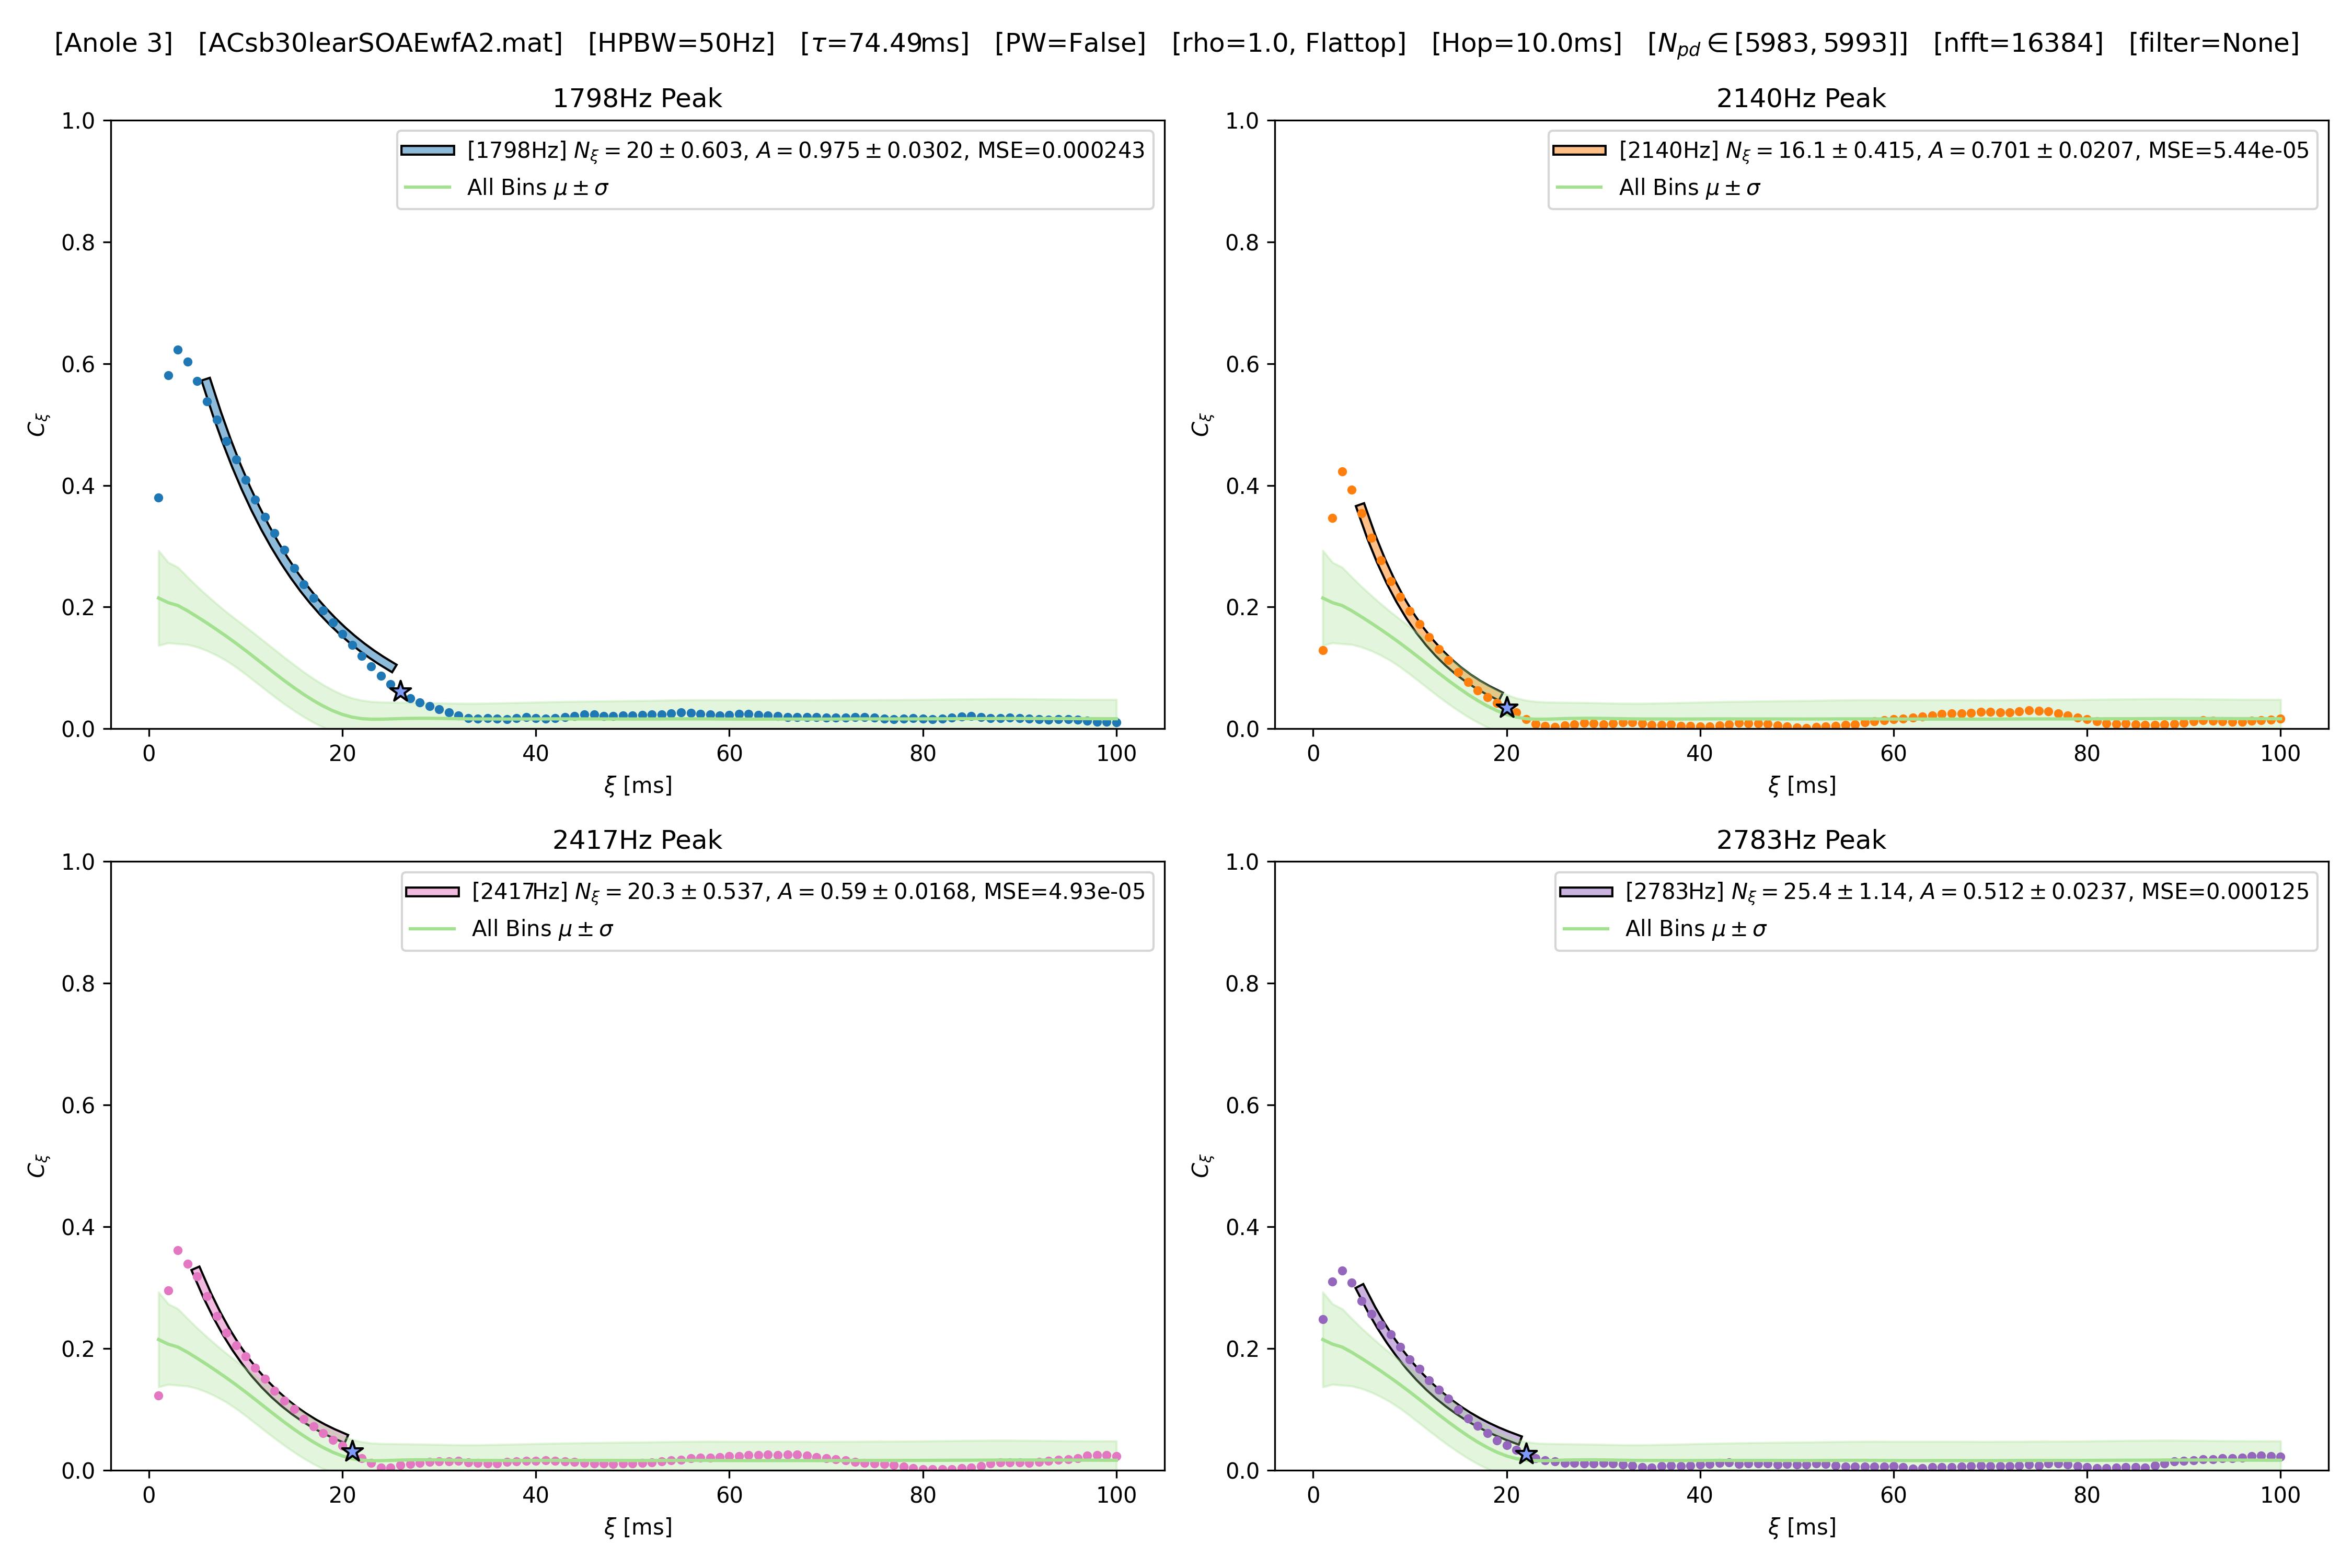 [Anole 3] [ACsb30learSOAEwfA2.mat] [HPBW=50Hz] [τ=74.49ms] [PW=False] [rho=1.0, Flattop] [Hop=10.0ms] [N_pd ∈ [5983, 5993]] [nfft=16384] [filter=None]
1798Hz Peak
[1798Hz] N_ξ = 20 ± 0.603, A = 0.975 ± 0.0302, MSE=0.000243
All Bins μ ± σ
1.0
0.8
0.6
0.4
0.2
0.0
C_ξ
0 20 40 60 80 100
ξ [ms]
2140Hz Peak
[2140Hz] N_ξ = 16.1 ± 0.415, A = 0.701 ± 0.0207, MSE=5.44e-05
All Bins μ ± σ
1.0
0.8
0.6
0.4
0.2
0.0
C_ξ
0 20 40 60 80 100
ξ [ms]
2417Hz Peak
[2417Hz] N_ξ = 20.3 ± 0.537, A = 0.59 ± 0.0168, MSE=4.93e-05
All Bins μ ± σ
1.0
0.8
0.6
0.4
0.2
0.0
C_ξ
0 20 40 60 80 100
ξ [ms]
2783Hz Peak
[2783Hz] N_ξ = 25.4 ± 1.14, A = 0.512 ± 0.0237, MSE=0.000125
All Bins μ ± σ
1.0
0.8
0.6
0.4
0.2
0.0
C_ξ
0 20 40 60 80 100
ξ [ms]